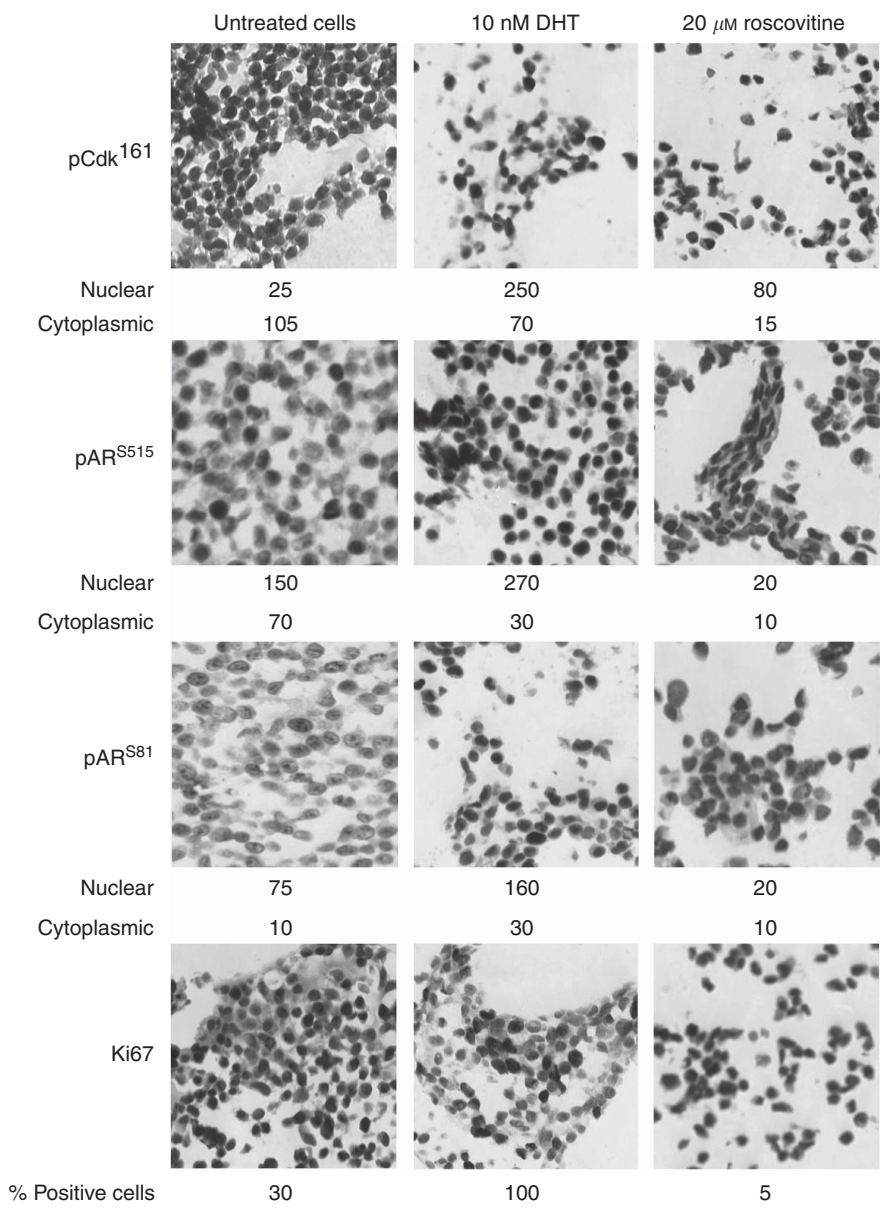 Untreated cells 10 nM DHT 20 μM roscovitine
pCdk161
Nuclear 25 250 80
Cytoplasmic 105 70 15
pARS515
Nuclear 150 270 20
Cytoplasmic 70 30 10
pARS81
Nuclear 75 160 20
Cytoplasmic 10 30 10
Ki67
% Positive cells 30 100 5